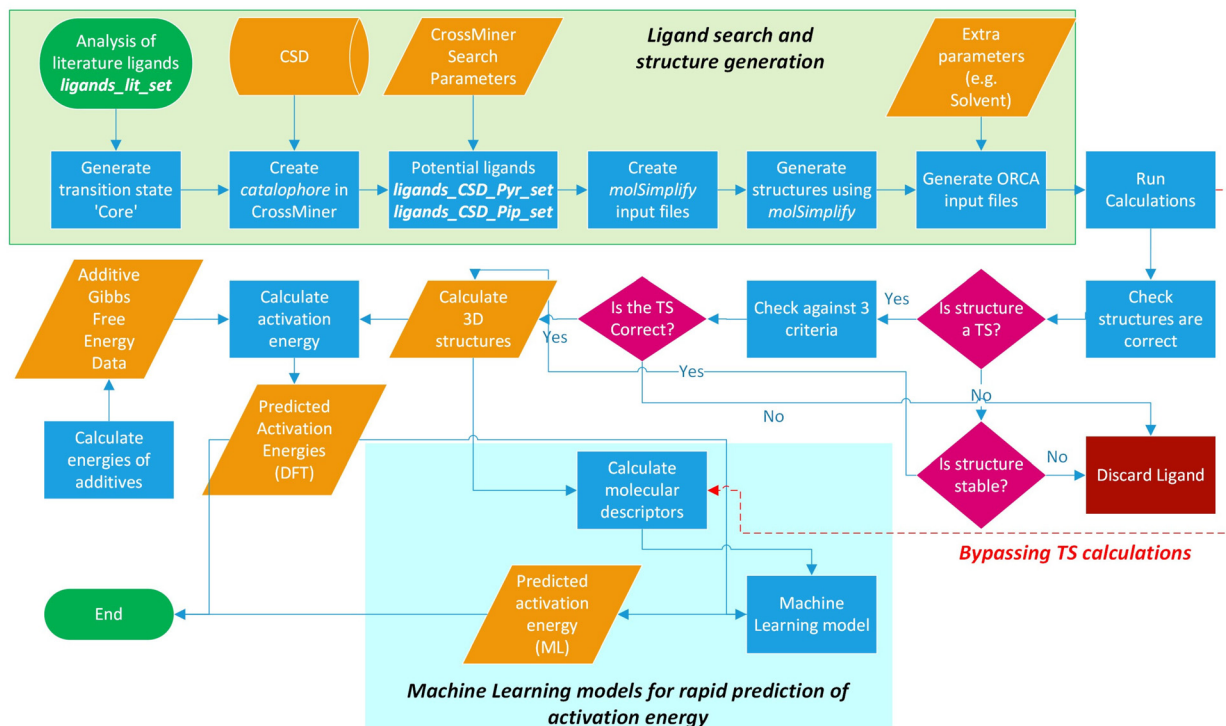 Analysis of
literature ligands
ligands_lit_set
CSD
CrossMiner
Search
Parameters
Ligand search and
structure generation
Extra
parameters
(e.g.
Solvent)
Generate
transition state
'Core'
Create
catalophore in
CrossMiner
Potential ligands
ligands_CSD_Pyr_set
ligands_CSD_Pip_set
Create
molSimplify
input files
Generate
structures using
molSimplify
Generate ORCA
input files
Run
Calculations
Additive
Gibbs
Free
Energy
Data
Calculate
activation
energy
Calculate
3D
structures
Yes
Is the TS
Correct?
Check against 3
criteria
Yes
Is structure
a TS?
Check
structures are
correct
Yes
No
No
Calculate
energies of
additives
Predicted
Activation
Energies
(DFT)
Calculate
molecular
descriptors
Is structure
stable?
No
Discard Ligand
Bypassing TS calculations
End
Predicted
activation
energy
(ML)
Machine
Learning model
Machine Learning models for rapid prediction of
activation energy